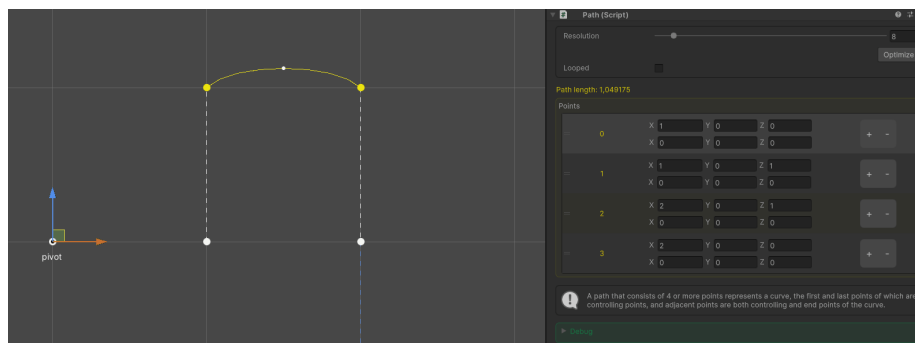 Path (Script)
Resolution 8
Optimize
Looped
Path length: 1,049175
Points
0 X 1 Y 0 Z 0
X 0 Y 0 Z 0
+ -
1 X 1 Y 0 Z 1
X 0 Y 0 Z 0
+ -
2 X 2 Y 0 Z 1
X 0 Y 0 Z 0
+ -
3 X 2 Y 0 Z 0
X 0 Y 0 Z 0
+ -
pivot
A path that consists of 4 or more points represents a curve, the first and last points of which are
controlling points, and adjacent points are both controlling and end points of the curve.
Debug